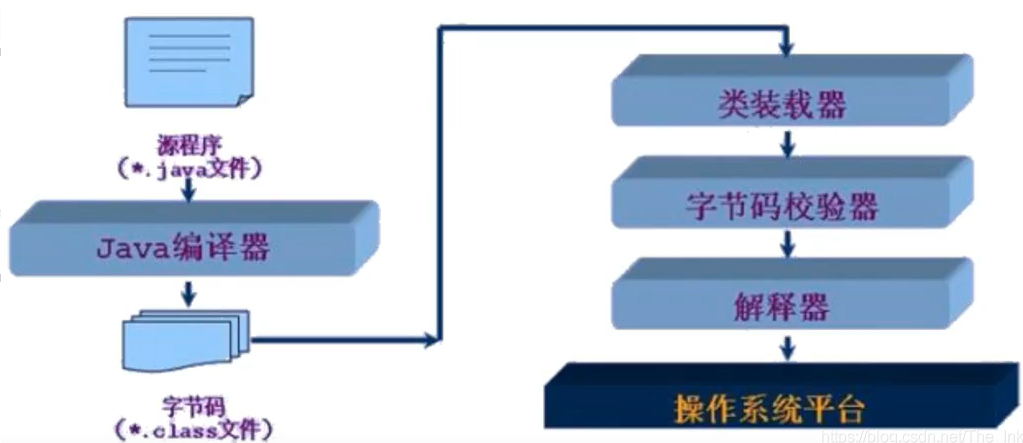 源程序
(*.java文件)
Java编译器
字节码
(*.class文件)
类装载器
字节码校验器
解释器
操作系统平台
https://blog.csdn.net/The_Ink